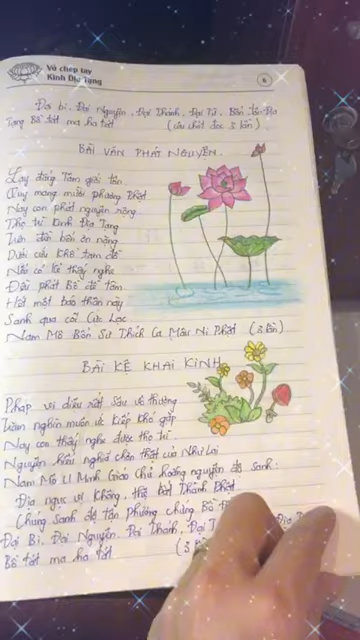 Vở chép tay
Kinh Địa Tạng
6
Đại bi, Đại Nguyện, Đại Thánh, Đại Từ, Bổn Tôn Địa
Tạng Bồ tát ma ha tát (câu chót đọc 3 lần).
BÀI VĂN PHÁT NGUYỆN
Lạy đấng Tam giới tôn
Quy mạng mười phương Phật
Nay con phát nguyện rộng
Thọ trì Kinh Địa Tạng
Trên đền bốn ơn nặng
Dưới cứu khổ tam đồ
Nếu có kẻ thấy nghe
Đều phát Bồ đề tâm
Hết một báo thân này
Sanh qua cõi Cực Lạc
Nam Mô Bổn Sư Thích Ca Mâu Ni Phật (3 lần)
BÀI KỆ KHAI KINH
Pháp vi diệu rất sâu vô thượng
Trăm nghìn muôn ức kiếp khó gặp
Nay con thấy nghe được thọ trì
Nguyện hiểu nghĩa chân thật của Như Lai
Nam Mô U Minh Giáo Chủ hoằng nguyện độ sanh:
Địa ngục vị không, thệ bất thành Phật
Chúng sanh độ tận phương chứng Bồ Đề
Đại Bi, Đại Nguyện, Đại Thánh, Đại
Bồ tát ma ha tát (3